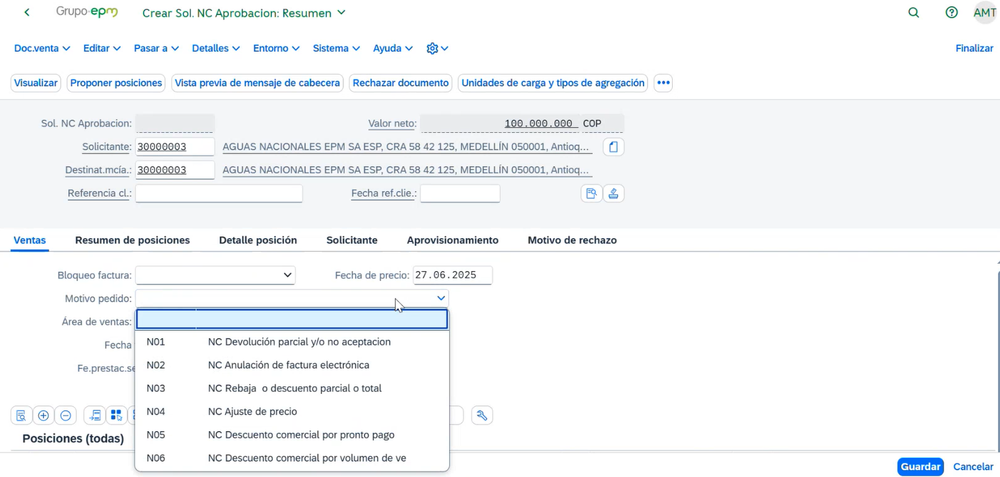 Grupo·epm Crear Sol. NC Aprobacion: Resumen AMT
Doc.venta Editar Pasar a Detalles Entorno Sistema Ayuda Finalizar
Visualizar Proponer posiciones Vista previa de mensaje de cabecera Rechazar documento Unidades de carga y tipos de agregación •••
Sol. NC Aprobacion: Valor neto: 100.000.000 COP
Solicitante: 30000003 AGUAS NACIONALES EPM SA ESP, CRA 58 42 125, MEDELLÍN 050001, Antioq...
Destinat.mcía.: 30000003 AGUAS NACIONALES EPM SA ESP, CRA 58 42 125, MEDELLÍN 050001, Antioq...
Referencia cl.: Fecha ref.clie.:
Ventas Resumen de posiciones Detalle posición Solicitante Aprovisionamiento Motivo de rechazo
Bloqueo factura: Fecha de precio: 27.06.2025
Motivo pedido:
Área de ventas:
N01 NC Devolución parcial y/o no aceptacion
Fecha
N02 NC Anulación de factura electrónica
Fe.prestac.se
N03 NC Rebaja o descuento parcial o total
N04 NC Ajuste de precio
Posiciones (todas)
N05 NC Descuento comercial por pronto pago
N06 NC Descuento comercial por volumen de ve
Guardar Cancelar